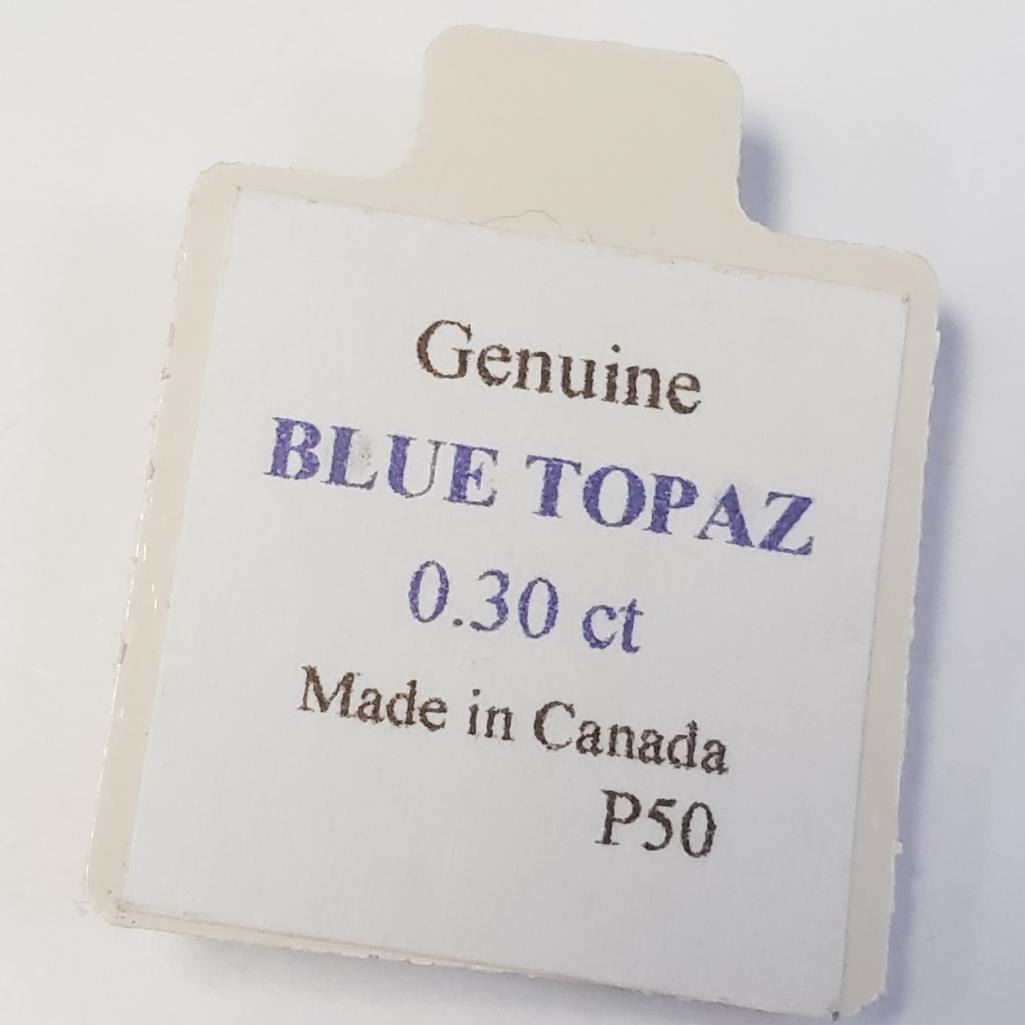 Genuine
BLUE TOPAZ
0.30 ct
Made in Canada
P50